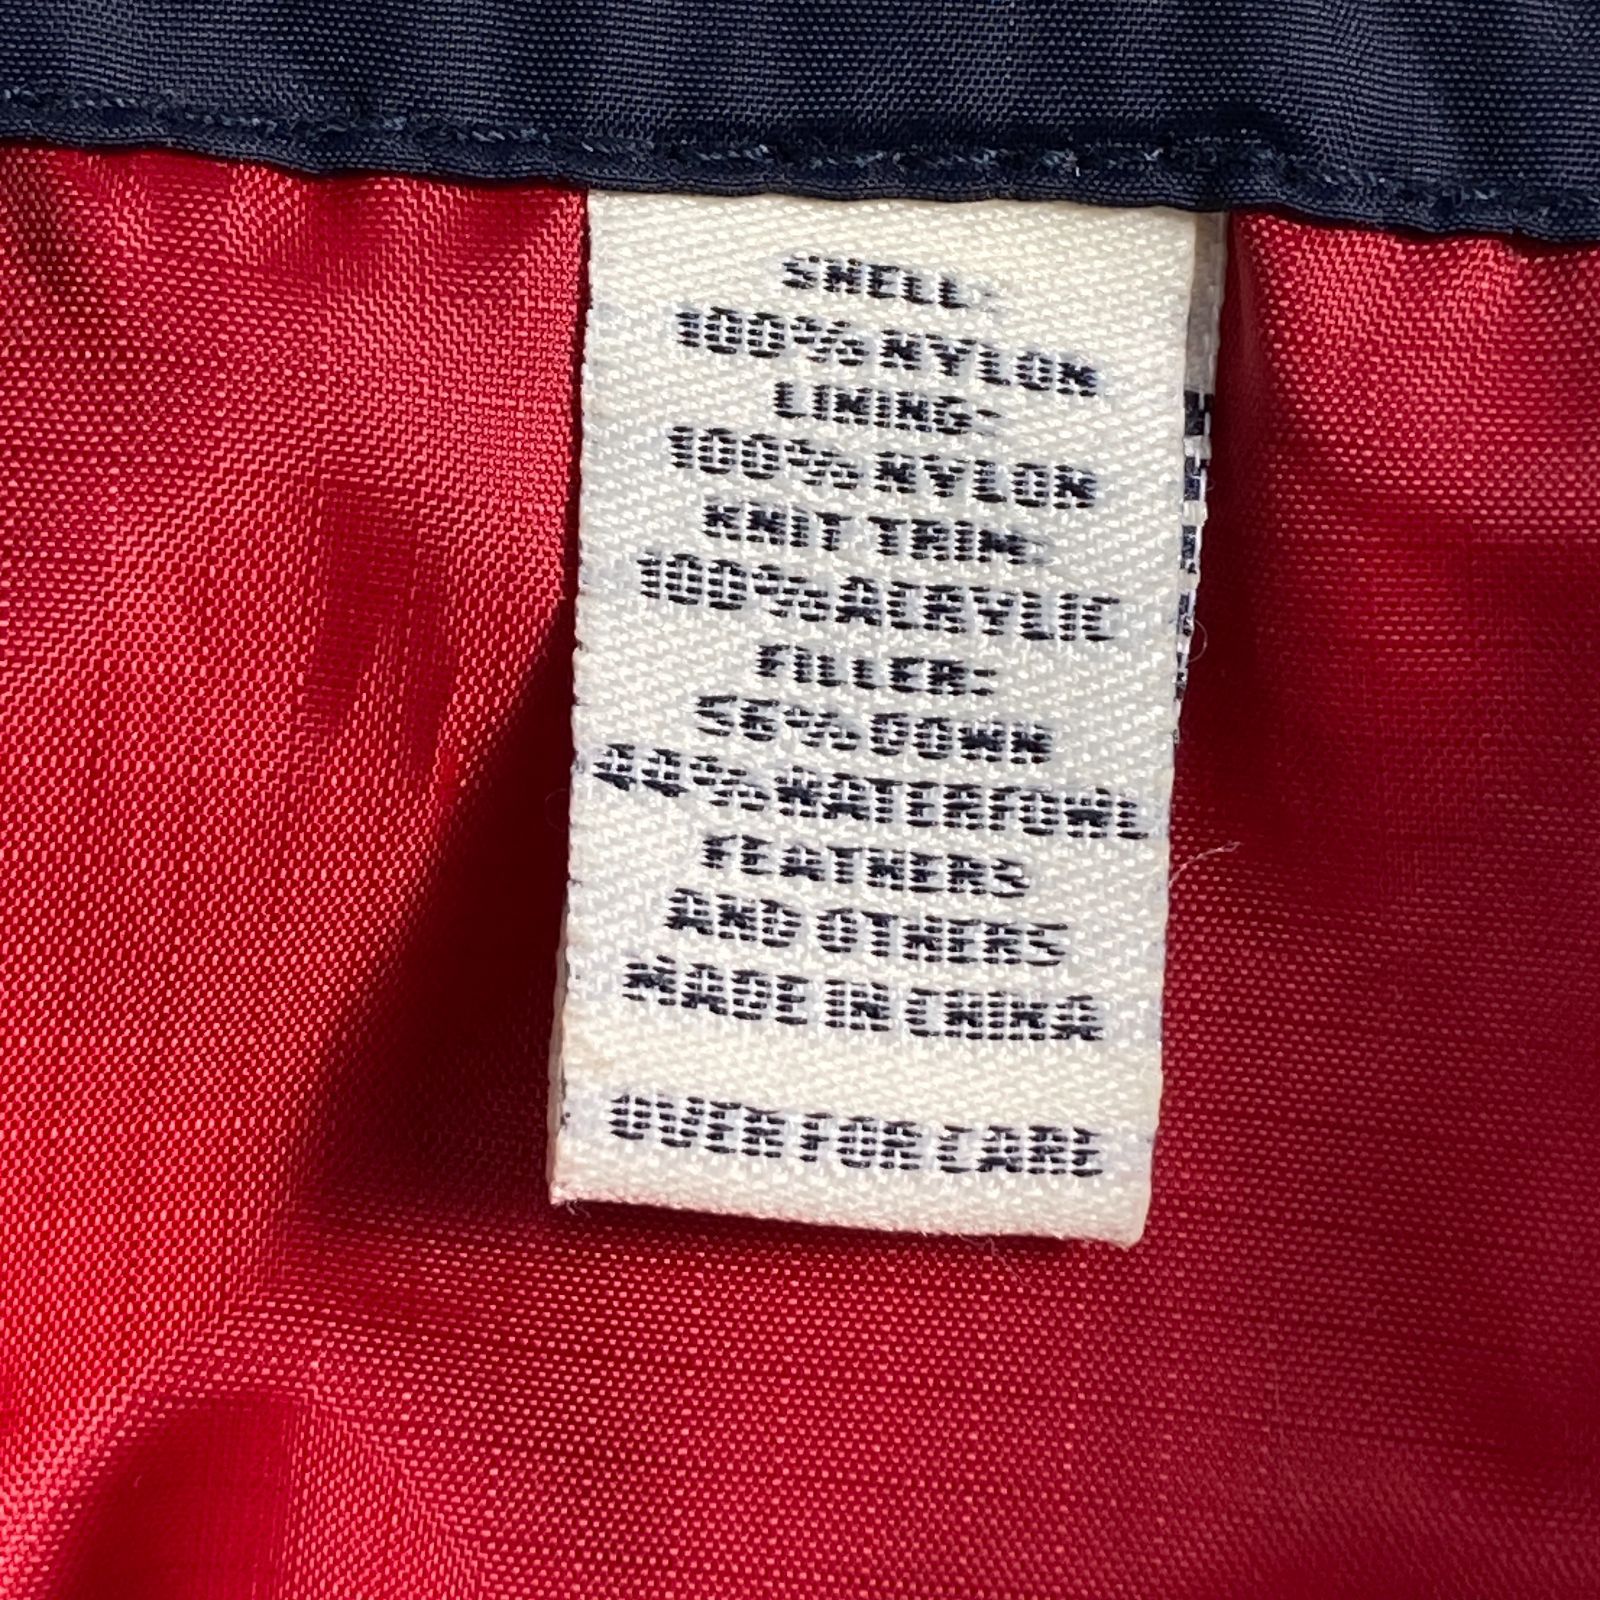 SHELL:
100% NYLON
LINING:
100% NYLON
KNIT TRIM:
100% ACRYLIC
FILLER:
56% DOWN
44% WATERFOWL
FEATHERS
AND OTHERS
MADE IN CHINA
OVER FOR CARE